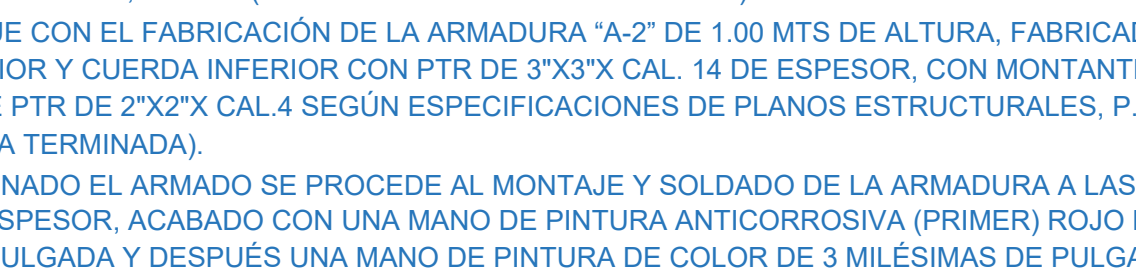 UE CON EL FABRICACIÓN DE LA ARMADURA “A-2” DE 1.00 MTS DE ALTURA, FABRICAD
IOR Y CUERDA INFERIOR CON PTR DE 3"X3"X CAL. 14 DE ESPESOR, CON MONTANT
E PTR DE 2"X2"X CAL.4 SEGÚN ESPECIFICACIONES DE PLANOS ESTRUCTURALES, P.
A TERMINADA).
NADO EL ARMADO SE PROCEDE AL MONTAJE Y SOLDADO DE LA ARMADURA A LAS
SPESOR, ACABADO CON UNA MANO DE PINTURA ANTICORROSIVA (PRIMER) ROJO
ULGADA Y DESPUÉS UNA MANO DE PINTURA DE COLOR DE 3 MILÉSIMAS DE PULGA